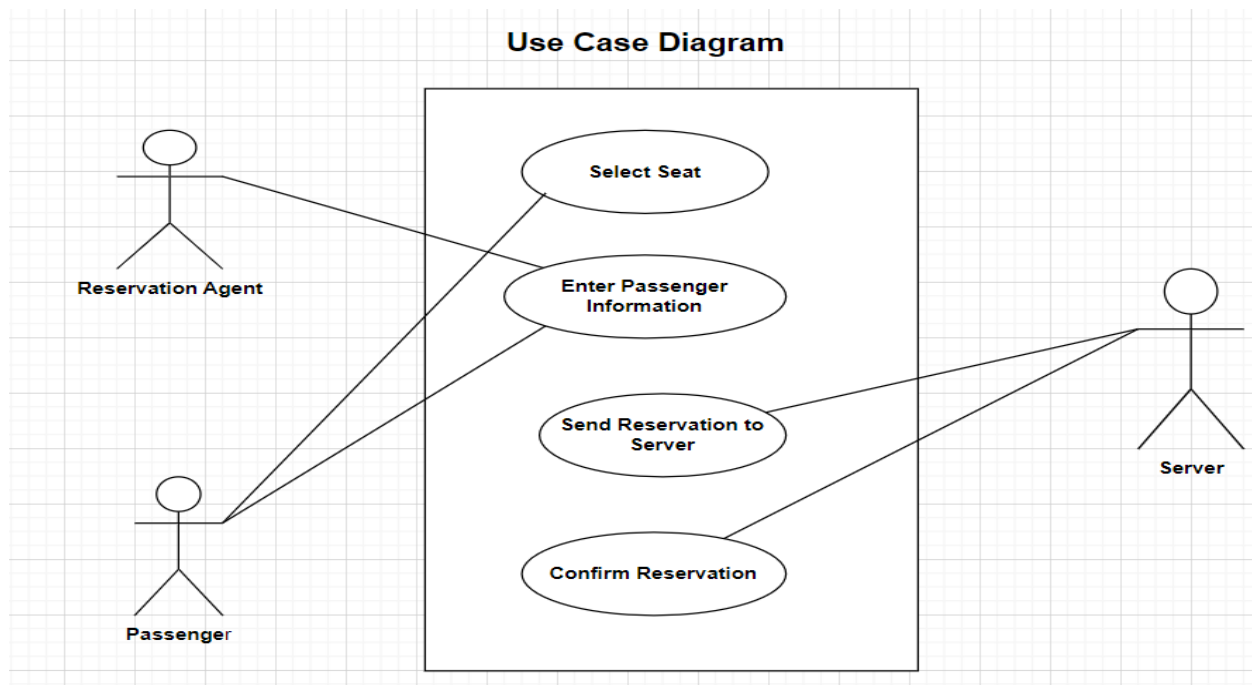 Use Case Diagram
Select Seat
Reservation Agent
Enter Passenger
Information
Send Reservation to
Server
Server
Confirm Reservation
Passenger